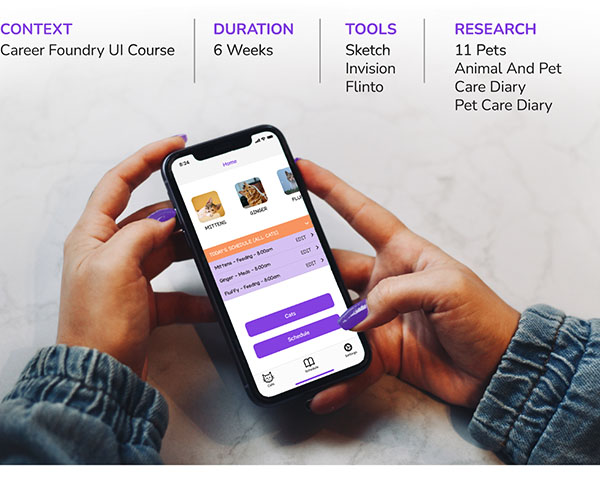 CONTEXT
Career Foundry UI Course
DURATION
6 Weeks
TOOLS
Sketch
Invision
Flinto
RESEARCH
11 Pets
Animal And Pet
Care Diary
Pet Care Diary
8:24
Home
MITTENS
GINGER
FLU
TODAY'S SCHEDULE (ALL CATS)
Mittens - Feeding - 8:00am EDIT
Ginger - Meds - 8:00am EDIT
Fluffy - Feeding - 8:00am EDIT
Cats
Schedule
Cats
Schedule
Settings